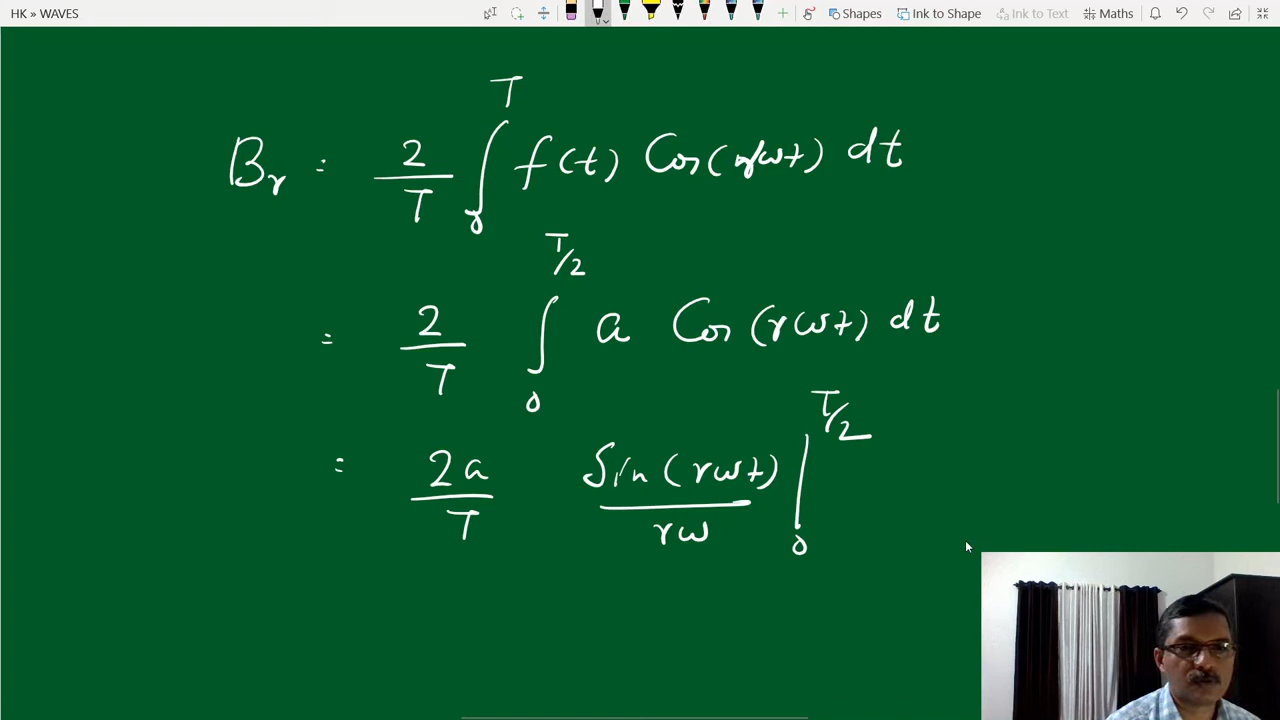 HK » WAVES
Shapes Ink to Shape Ink to Text Maths
T
Br = 2/T ∫ f(t) Cos(rωt) dt
0
T/2
= 2/T ∫ a Cos(rωt) dt
0
T/2
= 2a/T Sin(rωt)/rω |
0